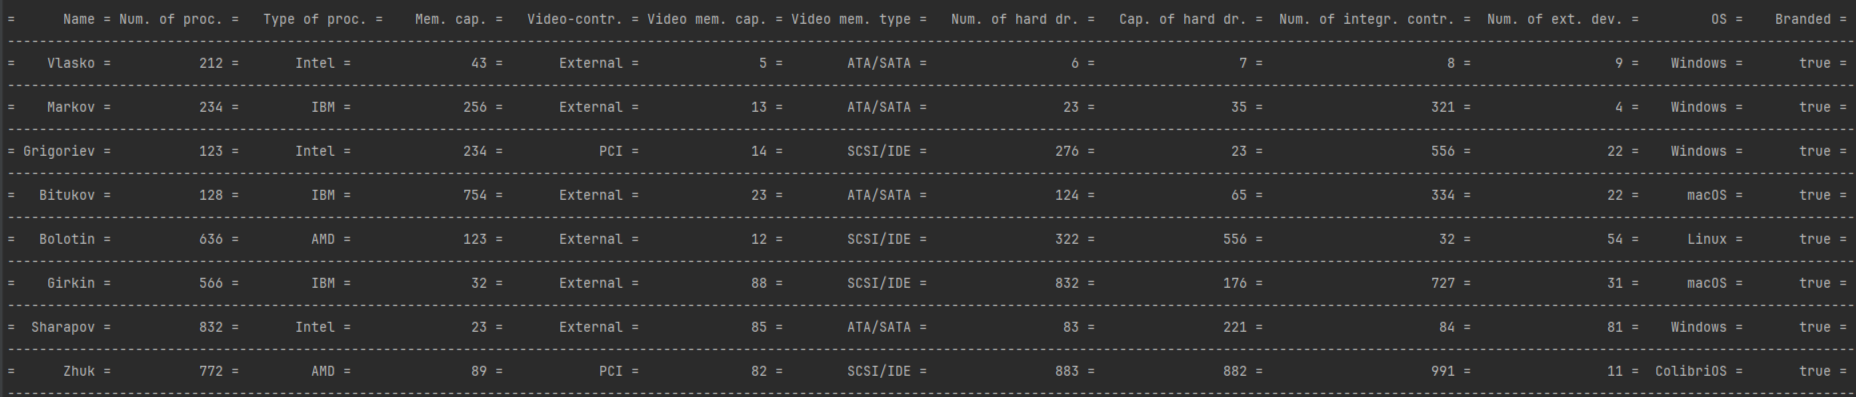 = Name = Num. of proc. = Type of proc. = Mem. cap. = Video-contr. = Video mem. cap. = Video mem. type = Num. of hard dr. = Cap. of hard dr. = Num. of integr. contr. = Num. of ext. dev. = OS = Branded =
= Vlasko = 212 = Intel = 43 = External = 5 = ATA/SATA = 6 = 7 = 8 = 9 = Windows = true =
= Markov = 234 = IBM = 256 = External = 13 = ATA/SATA = 23 = 35 = 321 = 4 = Windows = true =
= Grigoriev = 123 = Intel = 234 = PCI = 14 = SCSI/IDE = 276 = 23 = 556 = 22 = Windows = true =
= Bitukov = 128 = IBM = 754 = External = 23 = ATA/SATA = 124 = 65 = 334 = 22 = macOS = true =
= Bolotin = 636 = AMD = 123 = External = 12 = SCSI/IDE = 322 = 556 = 32 = 54 = Linux = true =
= Girkin = 566 = IBM = 32 = External = 88 = SCSI/IDE = 832 = 176 = 727 = 31 = macOS = true =
= Sharapov = 832 = Intel = 23 = External = 85 = ATA/SATA = 83 = 221 = 84 = 81 = Windows = true =
= Zhuk = 772 = AMD = 89 = PCI = 82 = SCSI/IDE = 883 = 882 = 991 = 11 = ColibriOS = true =